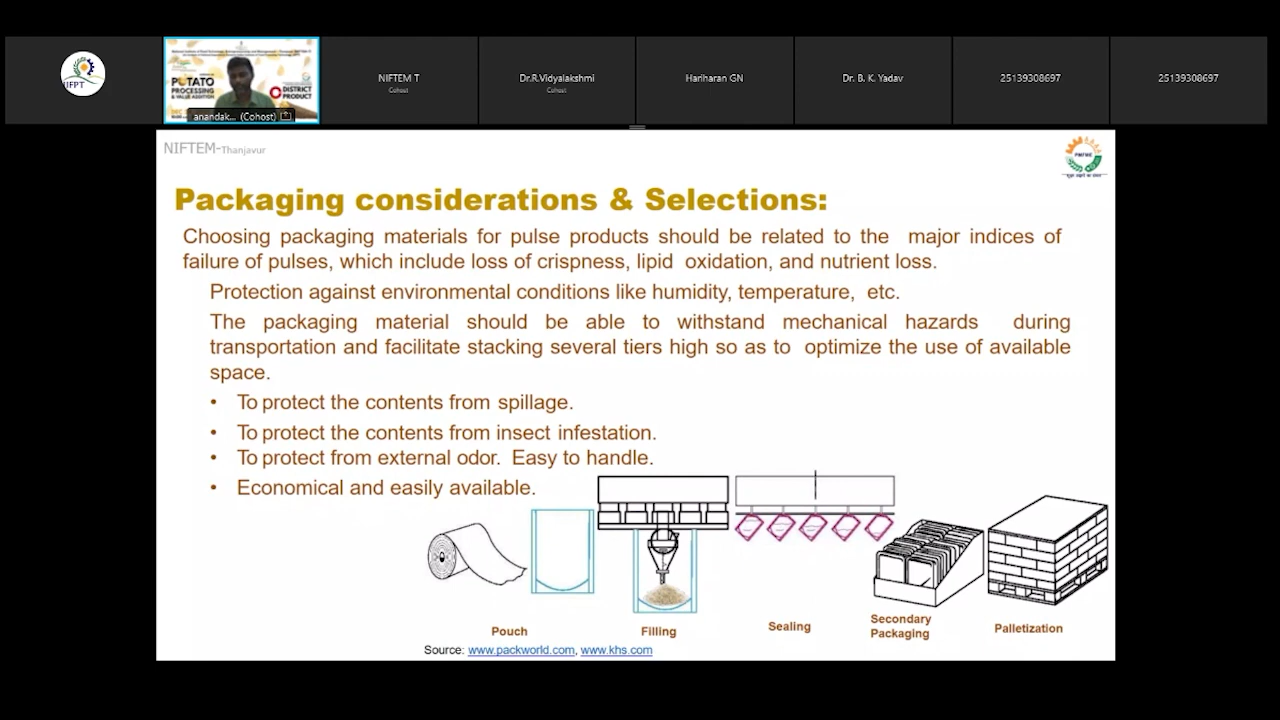 IIFPT
POTATO
PROCESSING
& VALUE ADDITION
DISTRICT
PRODUCT
anandak... (Cohost)
NIFTEM T
Cohost
Dr.R.Vidyalakshmi
Cohost
Hariharan GN
Dr. B. K. Yadav
25139308697
25139308697
NIFTEM-Thanjavur
PMFME
Packaging considerations & Selections:
Choosing packaging materials for pulse products should be related to the major indices of
failure of pulses, which include loss of crispness, lipid oxidation, and nutrient loss.
Protection against environmental conditions like humidity, temperature, etc.
The packaging material should be able to withstand mechanical hazards during
transportation and facilitate stacking several tiers high so as to optimize the use of available
space.
• To protect the contents from spillage.
• To protect the contents from insect infestation.
• To protect from external odor. Easy to handle.
• Economical and easily available.
Pouch
Filling
Sealing
Secondary
Packaging
Palletization
Source: www.packworld.com, www.khs.com